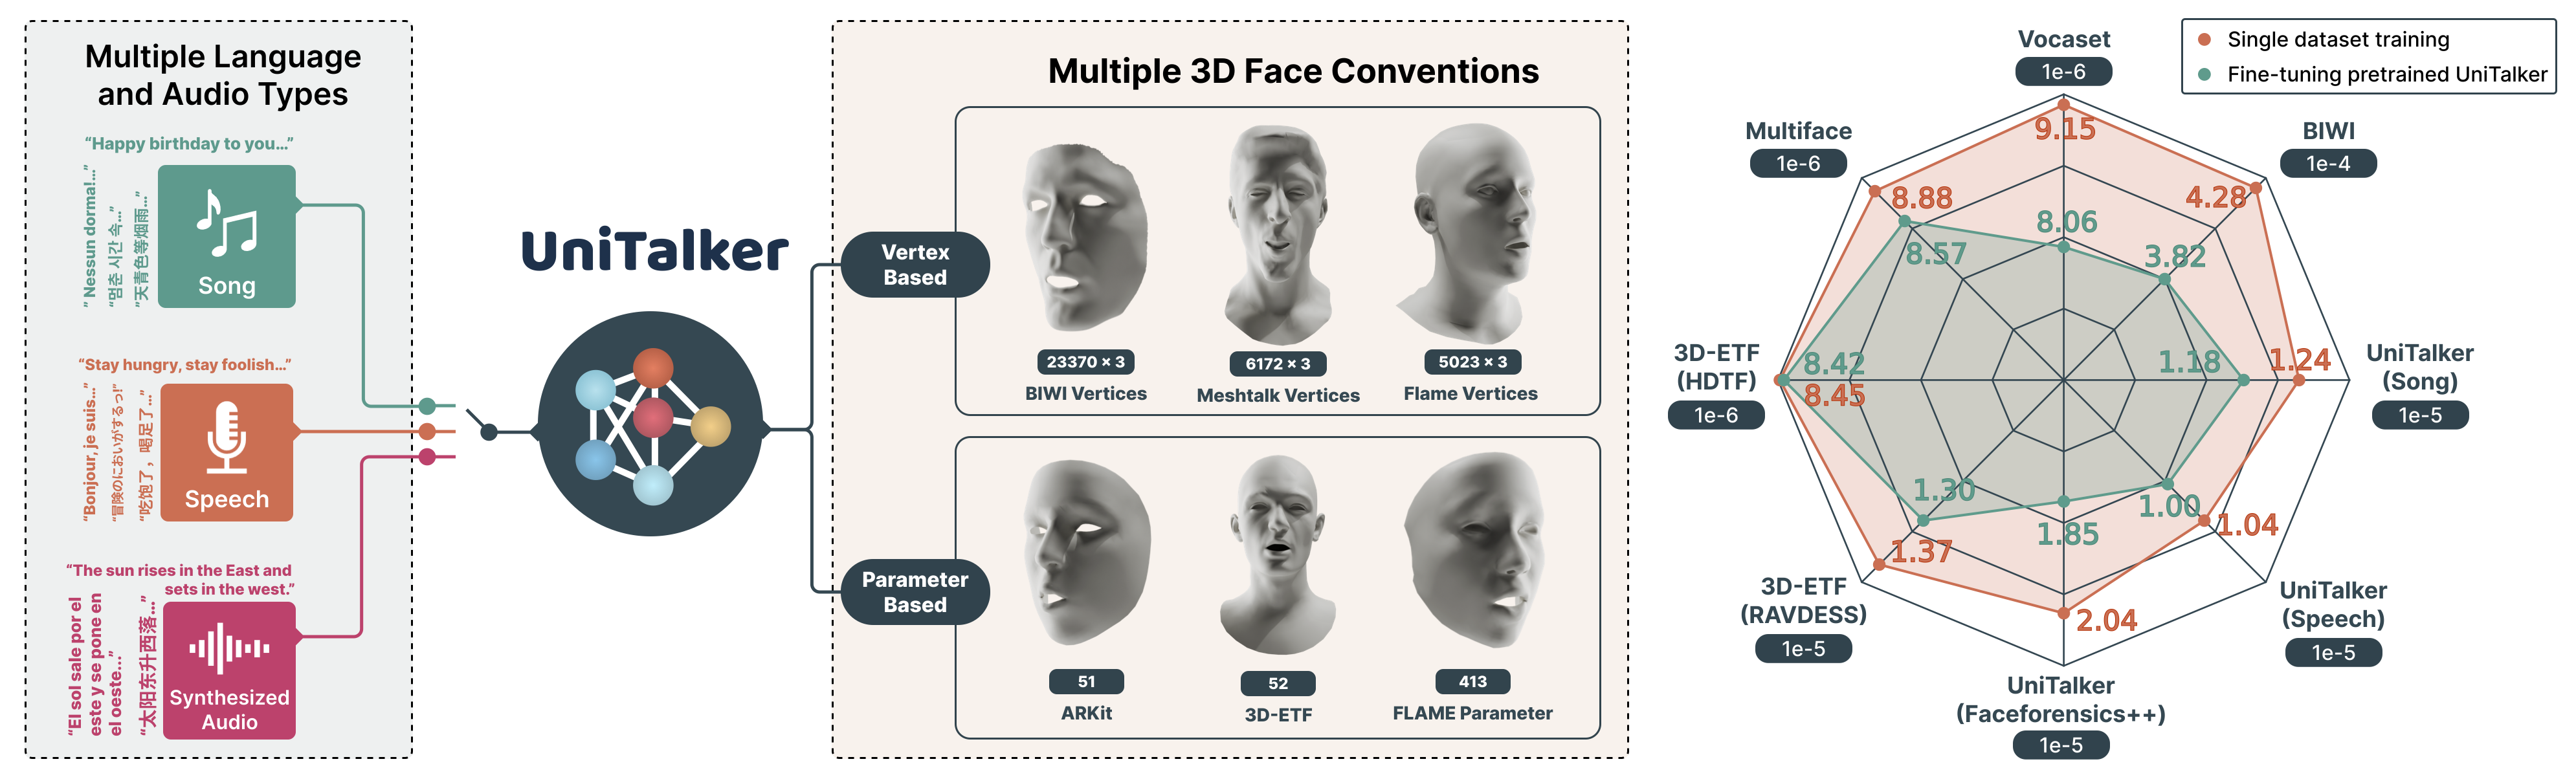 Multiple Language
and Audio Types
“Happy birthday to you...”
” Nessun dorma!...”
“멈춘 시간 속...”
“天青色等烟雨...”
Song
“Stay hungry, stay foolish...”
“Bonjour, je suis...”
“冒険のにおいがするっ!”
“吃饱了，喝足了...”
Speech
“The sun rises in the East and
sets in the west.”
“El sol sale por el
este y se pone en
el oeste...”
“太阳东升西落...”
Synthesized
Audio
UniTalker
Multiple 3D Face Conventions
Vertex
Based
23370 × 3
BIWI Vertices
6172 × 3
Meshtalk Vertices
5023 × 3
Flame Vertices
Parameter
Based
51
ARKit
52
3D-ETF
413
FLAME Parameter
Single dataset training
Fine-tuning pretrained UniTalker
Vocaset
1e-6
9.15
8.06
BIWI
1e-4
4.28
3.82
UniTalker
(Song)
1e-5
1.24
1.18
UniTalker
(Speech)
1e-5
1.04
1.00
UniTalker
(Faceforensics++)
1e-5
2.04
1.85
3D-ETF
(RAVDESS)
1e-5
1.37
1.30
3D-ETF
(HDTF)
1e-6
8.42
8.45
Multiface
1e-6
8.88
8.57